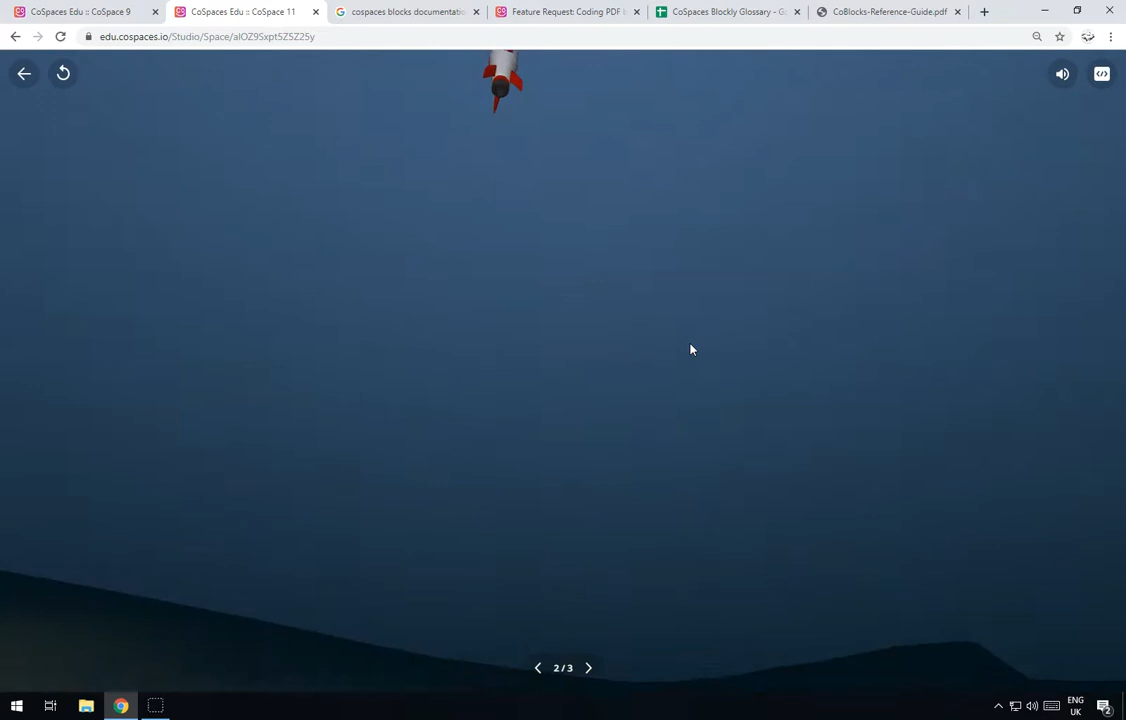 CoSpaces Edu :: CoSpace 9
CoSpaces Edu :: CoSpace 11
cospaces blocks documentatio
Feature Request: Coding PDF
CoSpaces Blockly Glossary - G
CoBlocks-Reference-Guide.pdf
edu.cospaces.io/Studio/Space/
2 / 3
ENG
UK
2